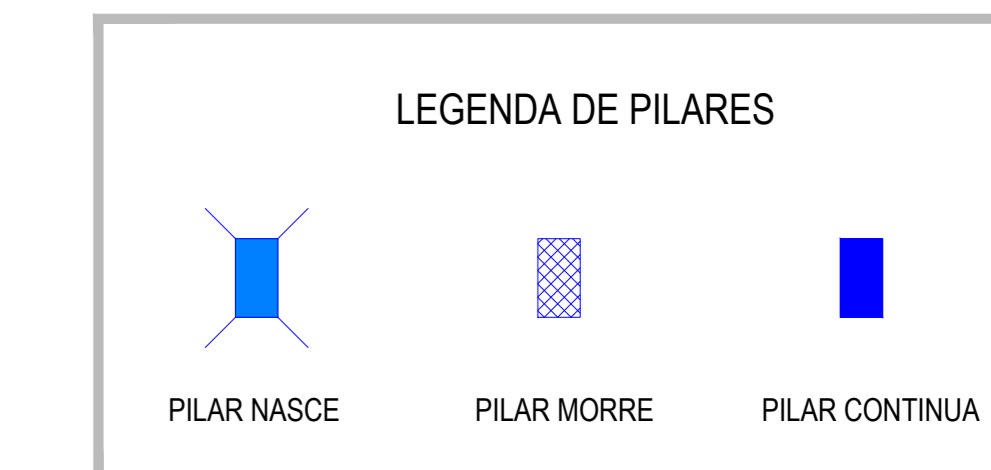 LEGENDA DE PILARES
PILAR NASCE
PILAR MORRE
PILAR CONTINUA